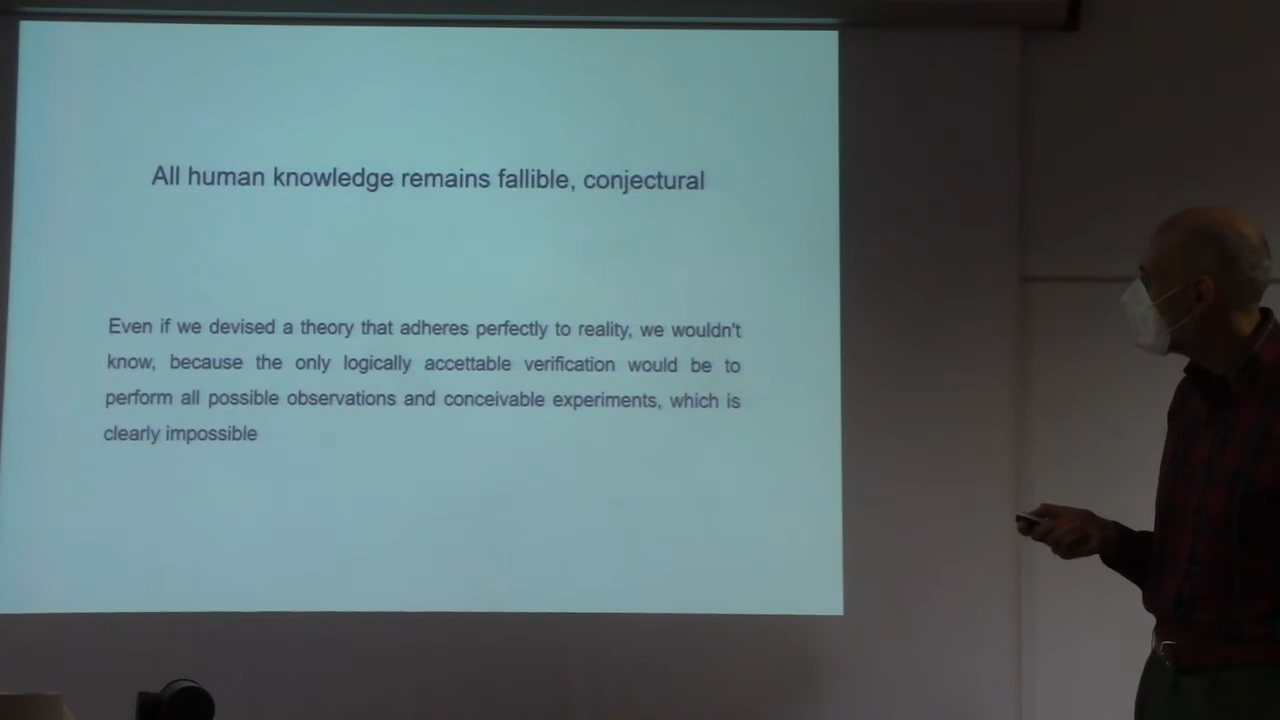 All human knowledge remains fallible, conjectural
Even if we devised a theory that adheres perfectly to reality, we wouldn't
know, because the only logically accettable verification would be to
perform all possible observations and conceivable experiments, which is
clearly impossible